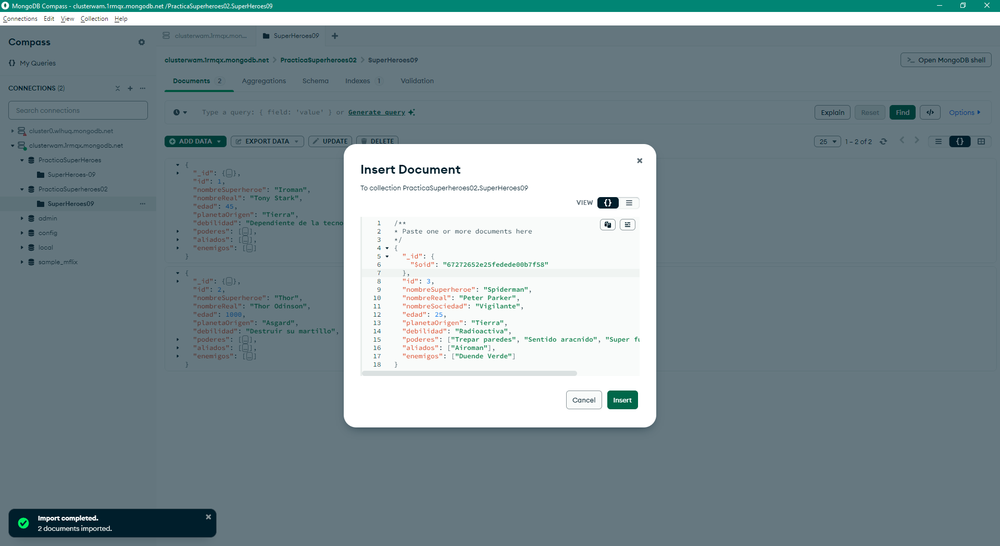 MongoDB Compass - clusterwam.1rmqx.mongodb.net /PracticaSuperheroes02.SuperHeroes09
Connections Edit View Collection Help
Compass
{} My Queries
CONNECTIONS (2)
Search connections
cluster0.wlhuq.mongodb.net
clusterwam.1rmqx.mongodb.net
PracticaSuperHeroes
SuperHeroes-09
PracticaSuperheroes02
SuperHeroes09
admin
config
local
sample_mflix
clusterwam.1rmqx.mon... SuperHeroes09
clusterwam.1rmqx.mongodb.net PracticaSuperheroes02 SuperHeroes09
>_ Open MongoDB shell
Documents 2 Aggregations Schema Indexes 1 Validation
Type a query: { field: 'value' } or Generate query
Explain Reset Find </> Options
ADD DATA EXPORT DATA UPDATE DELETE
25 1 – 2 of 2 {}
{
"_id": {…},
"id": 1,
"nombreSuperheroe": "Iroman",
"nombreReal": "Tony Stark",
"edad": 45,
"planetaOrigen": "Tierra",
"debilidad": "Dependiente de la tecno
"poderes": […],
"aliados": […],
"enemigos": […]
}
{
"_id": {…},
"id": 2,
"nombreSuperheroe": "Thor",
"nombreReal": "Thor Odinson",
"edad": 1000,
"planetaOrigen": "Asgard",
"debilidad": "Destruir su martillo",
"poderes": […],
"aliados": […],
"enemigos": […]
}
Insert Document
To collection PracticaSuperheroes02.SuperHeroes09
VIEW {}
1 /**
2 * Paste one or more documents here
3 */
4 {
5 "_id": {
6 "$oid": "67272652e25fedede00b7f58"
7 },
8 "id": 3,
9 "nombreSuperheroe": "Spiderman",
10 "nombreReal": "Peter Parker",
11 "nombreSociedad": "Vigilante",
12 "edad": 25,
13 "planetaOrigen": "Tierra",
14 "debilidad": "Radioactiva",
15 "poderes": ["Trepar paredes", "Sentido aracnido", "Super fu
16 "aliados": ["Airoman"],
17 "enemigos": ["Duende Verde"]
18 }
Cancel Insert
Import completed.
2 documents imported.